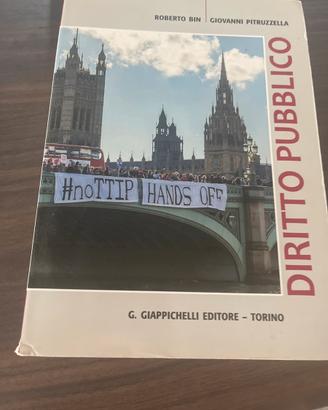 ROBERTO BIN | GIOVANNI PITRUZZELLA
DIRITTO PUBBLICO
#noTTIP HANDS OFF
G. GIAPPICHELLI EDITORE – TORINO